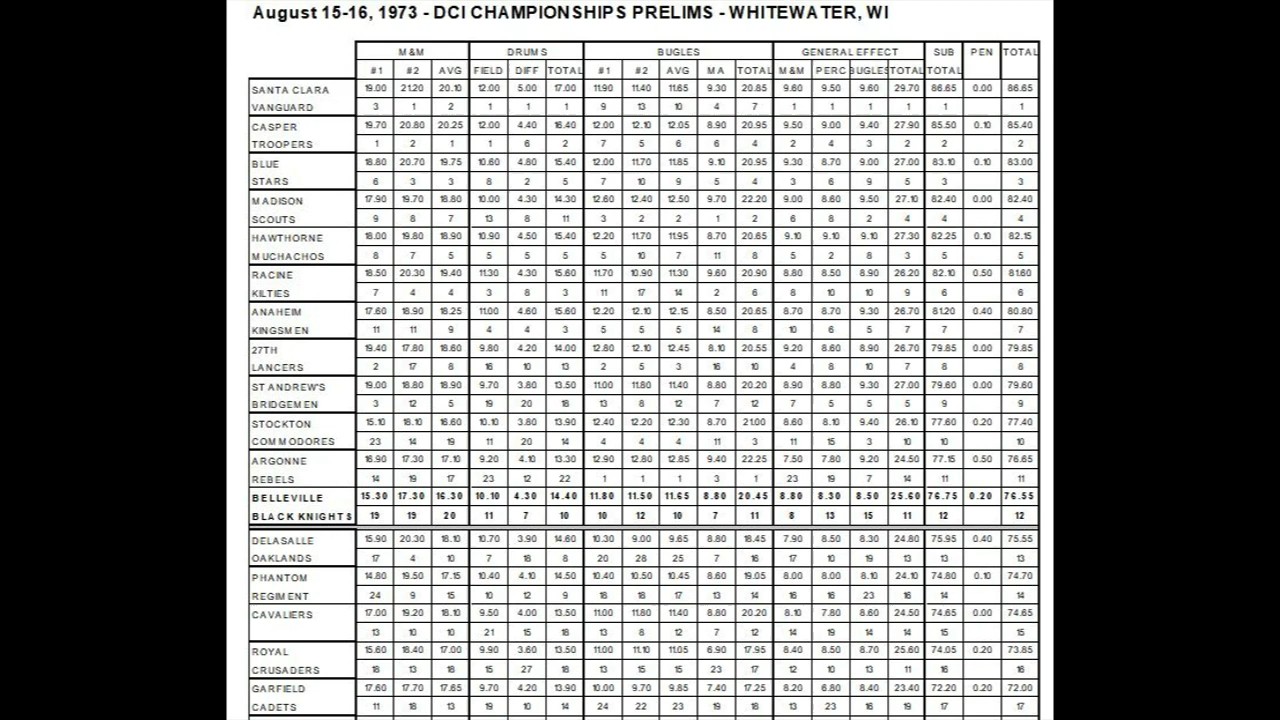 August 15-16, 1973 - DCI CHAMPIONSHIPS PRELIMS - WHITEWATER, WI
M&M DRUMS BUGLES GENERAL EFFECT SUB PEN TOTAL
#1 #2 AVG FIELD DIFF TOTAL #1 #2 AVG MA TOTAL M&M PERC BUGLES TOTAL TOTAL
SANTA CLARA 19.00 21.20 20.10 12.00 5.00 17.00 11.90 11.40 11.65 9.30 20.85 9.60 9.50 9.60 29.70 86.65 0.00 86.65
VANGUARD 3 1 2 1 1 1 9 13 10 4 7 1 1 1 1 1 1
CASPER 19.70 20.80 20.25 12.00 4.40 16.40 12.00 12.10 12.05 8.90 20.95 9.50 9.00 9.40 27.90 85.50 0.10 85.40
TROOPERS 1 2 1 1 6 2 7 5 6 6 4 2 4 3 2 2 2
BLUE 18.80 20.70 19.75 10.60 4.80 15.40 12.00 11.70 11.85 9.10 20.95 9.30 8.70 9.00 27.00 83.10 0.10 83.00
STARS 6 3 3 8 2 5 7 10 9 5 4 3 6 9 5 3 3
MADISON 17.90 19.70 18.80 10.00 4.30 14.30 12.60 12.40 12.50 9.70 22.20 9.00 8.60 9.50 27.10 82.40 0.00 82.40
SCOUTS 9 8 7 13 8 11 3 2 2 1 2 6 8 2 4 4 4
HAWTHORNE 18.00 19.80 18.90 10.90 4.50 15.40 12.20 11.70 11.95 8.70 20.65 9.10 9.10 9.10 27.30 82.25 0.10 82.15
MUCHACHOS 8 7 5 5 5 5 5 10 7 11 8 5 2 8 3 5 5
RACINE 18.50 20.30 19.40 11.30 4.30 15.60 11.70 10.90 11.30 9.60 20.90 8.80 8.50 8.90 26.20 82.10 0.50 81.60
KILTIES 7 4 4 3 8 3 11 17 14 2 6 8 10 10 9 6 6
ANAHEIM 17.60 18.90 18.25 11.00 4.60 15.60 12.20 12.10 12.15 8.50 20.65 8.70 8.70 9.30 26.70 81.20 0.40 80.80
KINGSMEN 11 11 9 4 4 3 5 5 5 14 8 10 6 5 7 7 7
27TH 19.40 17.80 18.60 9.80 4.20 14.00 12.80 12.10 12.45 8.10 20.55 9.20 8.60 8.90 26.70 79.85 0.00 79.85
LANCERS 2 17 8 16 10 13 2 5 3 16 10 4 8 10 7 8 8
ST ANDREW'S 19.00 18.80 18.90 9.70 3.80 13.50 11.00 11.80 11.40 8.80 20.20 8.90 8.80 9.30 27.00 79.60 0.00 79.60
BRIDGEMEN 3 12 5 19 20 18 13 8 12 7 12 7 5 5 5 9 9
STOCKTON 15.10 18.10 16.60 10.10 3.80 13.90 12.40 12.20 12.30 8.70 21.00 8.60 8.10 9.40 26.10 77.60 0.20 77.40
COMMODORES 23 14 19 11 20 14 4 4 4 11 3 11 15 3 10 10 10
ARGONNE 16.90 17.30 17.10 9.20 4.10 13.30 12.90 12.80 12.85 9.40 22.25 7.50 7.80 9.20 24.50 77.15 0.50 76.65
REBELS 14 19 17 23 12 22 1 1 1 3 1 23 19 7 14 11 11
BELLEVILLE 15.30 17.30 16.30 10.10 4.30 14.40 11.80 11.50 11.65 8.80 20.45 8.80 8.30 8.50 25.60 76.75 0.20 76.55
BLACK KNIGHTS 19 19 20 11 7 10 10 12 10 7 11 8 13 15 11 12 12
DELASALLE 15.90 20.30 18.10 10.70 3.90 14.60 10.30 9.00 9.65 8.80 18.45 7.90 8.50 8.30 24.80 75.95 0.40 75.55
OAKLANDS 17 4 10 7 18 8 20 28 25 7 16 17 10 19 13 13 13
PHANTOM 14.80 19.50 17.15 10.40 4.10 14.50 10.40 10.50 10.45 8.60 19.05 8.00 8.00 8.10 24.10 74.80 0.10 74.70
REGIMENT 24 9 15 10 12 9 18 18 17 13 14 16 16 23 16 14 14
CAVALIERS 17.00 19.20 18.10 9.50 4.00 13.50 11.00 11.80 11.40 8.80 20.20 8.10 7.80 8.60 24.50 74.65 0.00 74.65
13 10 10 21 15 18 13 8 12 7 12 14 19 14 14 15 15
ROYAL 15.60 18.40 17.00 9.90 3.60 13.50 11.00 11.10 11.05 6.90 17.95 8.40 8.50 8.70 25.60 74.05 0.20 73.85
CRUSADERS 18 13 18 15 27 18 13 15 15 23 17 12 10 13 11 16 16
GARFIELD 17.60 17.70 17.65 9.70 4.20 13.90 10.00 9.70 9.85 7.40 17.25 8.20 6.80 8.40 23.40 72.20 0.20 72.00
CADETS 11 18 13 19 10 14 24 22 23 19 18 13 23 16 19 17 17